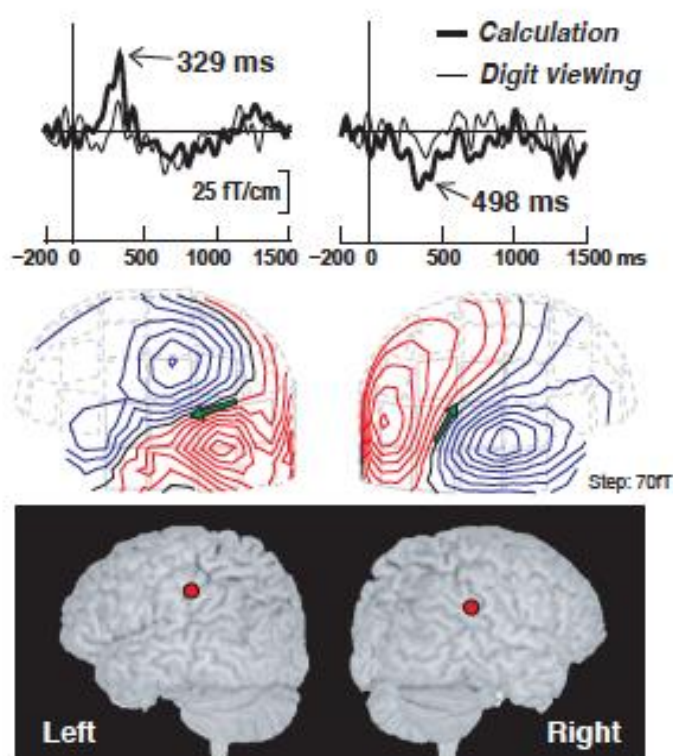 Calculation
329 ms
Digit viewing
25 fT/cm
498 ms
−200 0 500 1000 1500
−200 0 500 1000 1500 ms
Step: 70fT
Left
Right